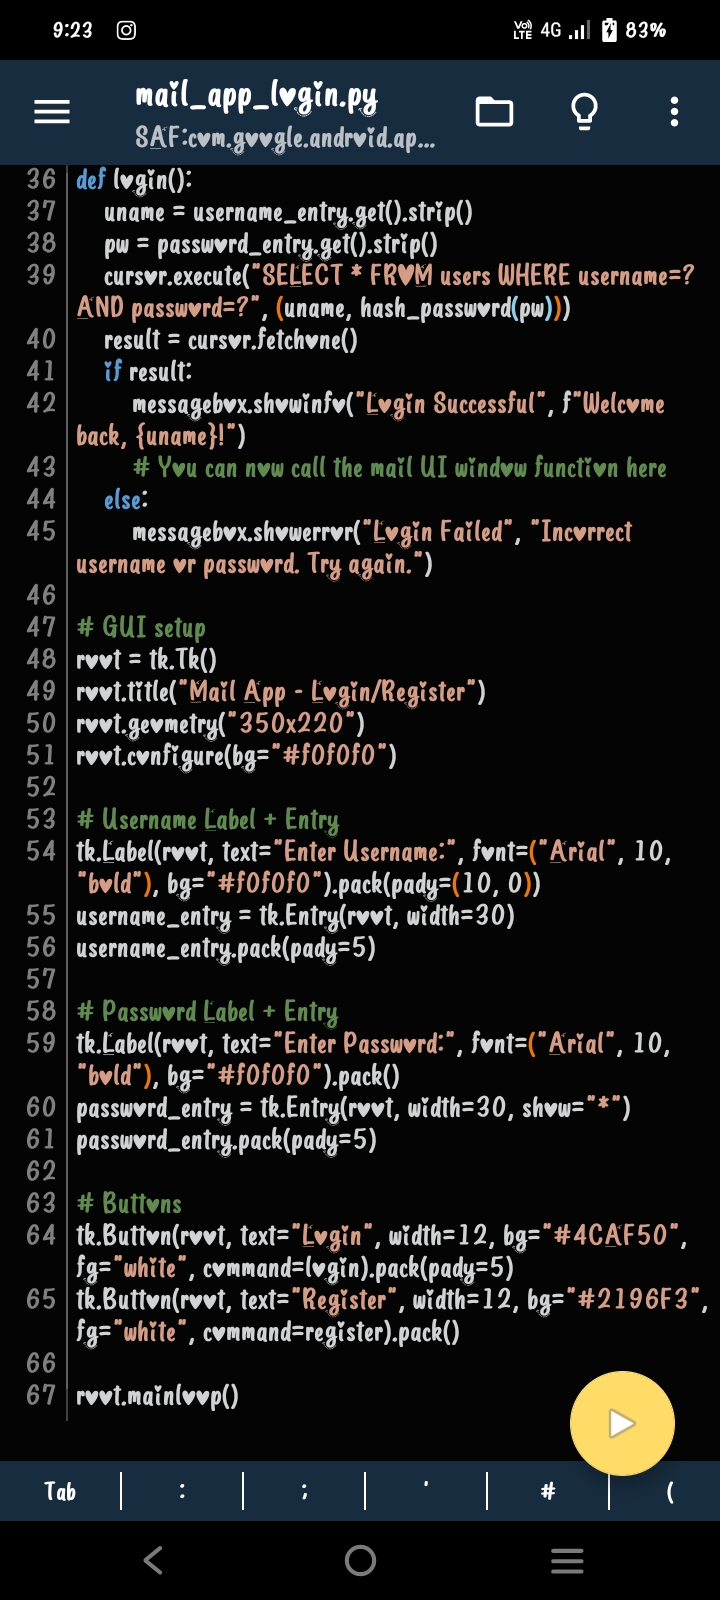 9:23 Vo) LTE 4G 83%
mail_app_login.py
SAF:com.google.android.ap...
36 def login():
37 uname = username_entry.get().strip()
38 pw = password_entry.get().strip()
39 cursor.execute("SELECT * FROM users WHERE username=?
AND password=?", (uname, hash_password(pw)))
40 result = cursor.fetchone()
41 if result:
42 messagebox.showinfo("Login Successful", f"Welcome
back, {uname}!")
43 # You can now call the mail UI window function here
44 else:
45 messagebox.showerror("Login Failed", "Incorrect
username or password. Try again.")
46
47 # GUI setup
48 root = tk.Tk()
49 root.title("Mail App - Login/Register")
50 root.geometry("350x220")
51 root.configure(bg="#f0f0f0")
52
53 # Username Label + Entry
54 tk.Label(root, text="Enter Username:", font=("Arial", 10,
"bold"), bg="#f0f0f0").pack(pady=(10, 0))
55 username_entry = tk.Entry(root, width=30)
56 username_entry.pack(pady=5)
57
58 # Password Label + Entry
59 tk.Label(root, text="Enter Password:", font=("Arial", 10,
"bold"), bg="#f0f0f0").pack()
60 password_entry = tk.Entry(root, width=30, show="*")
61 password_entry.pack(pady=5)
62
63 # Buttons
64 tk.Button(root, text="Login", width=12, bg="#4CAF50",
fg="white", command=login).pack(pady=5)
65 tk.Button(root, text="Register", width=12, bg="#2196F3",
fg="white", command=register).pack()
66
67 root.mainloop()
Tab : ; ' # (